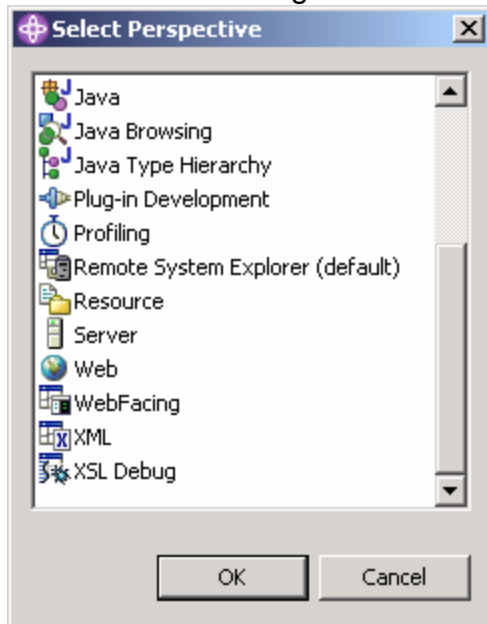 Select Perspective
Java
Java Browsing
Java Type Hierarchy
Plug-in Development
Profiling
Remote System Explorer (default)
Resource
Server
Web
WebFacing
XML
XSL Debug
OK Cancel